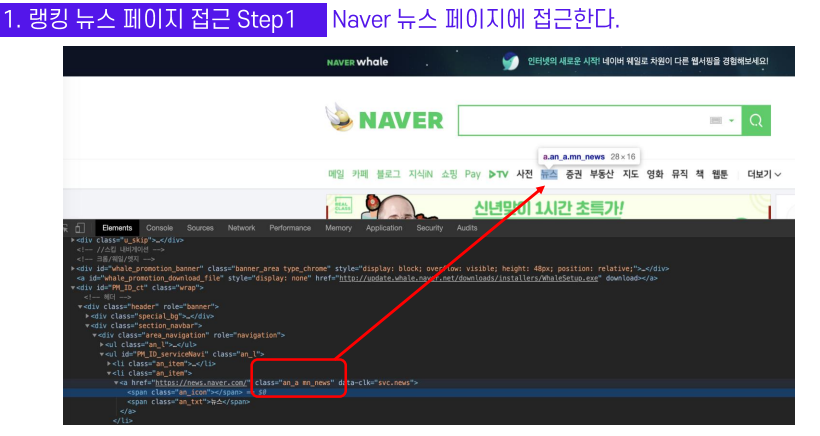 1. 랭킹 뉴스 페이지 접근 Step1
Naver 뉴스 페이지에 접근한다.
NAVER whale
인터넷의 새로운 시작! 네이버 웨일로 차원이 다른 웹서핑을 경험해보세요!
NAVER
a.an_a.mn_news 28×16
메일 카페 블로그 지식iN 쇼핑 Pay ▶TV 사전 뉴스 증권 부동산 지도 영화 뮤직 책 웹툰 더보기
REAL CLASS
신년맞이 1시간 초특가!
Elements Console Sources Network Performance Memory Application Security Audits
▶<div class="u_skip">…</div>
<!-- //스킵 내비게이션 -->
<!-- 크롬/웨일/엣지 -->
▶<div id="whale_promotion_banner" class="banner_area type_chrome" style="display: block; overflow: visible; height: 48px; position: relative;">…</div>
<a id="whale_promotion_download_file" style="display: none" href="http://update.whale.naver.net/downloads/installers/WhaleSetup.exe" download></a>
▼<div id="PM_ID_ct" class="wrap">
<!-- 헤더 -->
▼<div class="header" role="banner">
▶<div class="special_bg">…</div>
▼<div class="section_navbar">
▼<div class="area_navigation" role="navigation">
▶<ul class="an_l">…</ul>
▼<ul id="PM_ID_serviceNavi" class="an_l">
▶<li class="an_item">…</li>
▼<li class="an_item">
▼<a href="https://news.naver.com/" class="an_a mn_news" data-clk="svc.news">
<span class="an_icon"></span> == $0
<span class="an_txt">뉴스</span>
</a>
</li>